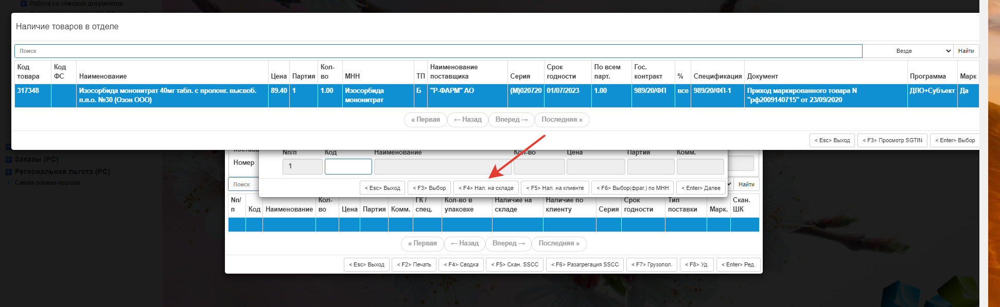 Работа со списком документов
Наличие товаров в отделе
Поиск
Везде
Найти
Код товара
Код ФС
Наименование
Цена
Партия
Кол-во
МНН
ТП
Наименование поставщика
Серия
Срок годности
По всем парт.
Гос. контракт
%
Спецификация
Документ
Программа
Марк
317348
Изосорбида мононитрат 40мг табл. с пролонг. высвоб. п.п.о. №30 (Озон ООО)
89.40
1
1.00
Изосорбида мононитрат
Б
"Р-ФАРМ" АО
(М)020720
01/07/2023
1.00
989/20/ФП
все
989/20/ФП-1
Приход маркированного товара N "рф2009140715" от 23/09/2020
ДЛО+Субъект
Да
« Первая
← Назад
Вперед →
Последняя »
< Esc> Выход
< F3> Просмотр SGTIN
< Enter> Выбор
Nп/п
Код
Наименование
Кол-во
Цена
Партия
Комм.
Заказы (РС)
Номер
1
Региональная льгота (РС)
Смена логина-пароля
Поиск
Найти
< Esc> Выход
< F3> Выбор
< F4> Нал. на складе
< F5> Нал. на клиенте
< F6> Выбор(фраг.) по МНН
< Enter> Далее
Nп/п
Код
Наименование
Кол-во
Цена
Партия
Комм.
ГК / спец.
Кол-во в упаковке
Наличие на складе
Наличие по клиенту
Серия
Срок годности
Тип поставки
Марк.
Скан. ШК
« Первая
← Назад
Вперед →
Последняя »
< Esc> Выход
< F2> Печать
< F4> Сводка
< F5> Скан. SSCC
< F6> Разагрегация SSCC
< F7> Грузопол.
< F8> Уд.
< Enter> Ред.